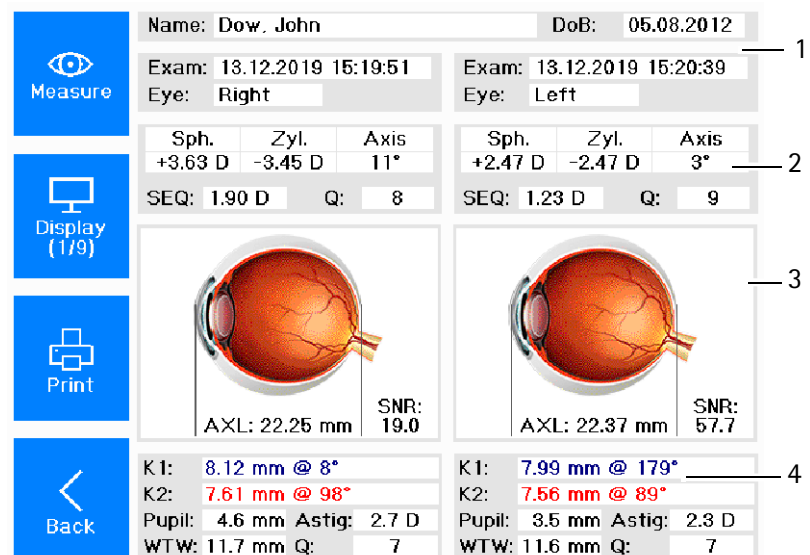 Measure
Display
(1/9)
Print
Back
Name: Dow, John DoB: 05.08.2012
Exam: 13.12.2019 15:19:51
Eye: Right
Sph. Zyl. Axis
+3.63 D -3.45 D 11°
SEQ: 1.90 D Q: 8
AXL: 22.25 mm
SNR:
19.0
K1: 8.12 mm @ 8°
K2: 7.61 mm @ 98°
Pupil: 4.6 mm Astig: 2.7 D
WTW: 11.7 mm Q: 7
Exam: 13.12.2019 15:20:39
Eye: Left
Sph. Zyl. Axis
+2.47 D -2.47 D 3°
SEQ: 1.23 D Q: 9
AXL: 22.37 mm
SNR:
57.7
K1: 7.99 mm @ 179°
K2: 7.56 mm @ 89°
Pupil: 3.5 mm Astig: 2.3 D
WTW: 11.6 mm Q: 7
1
2
3
4